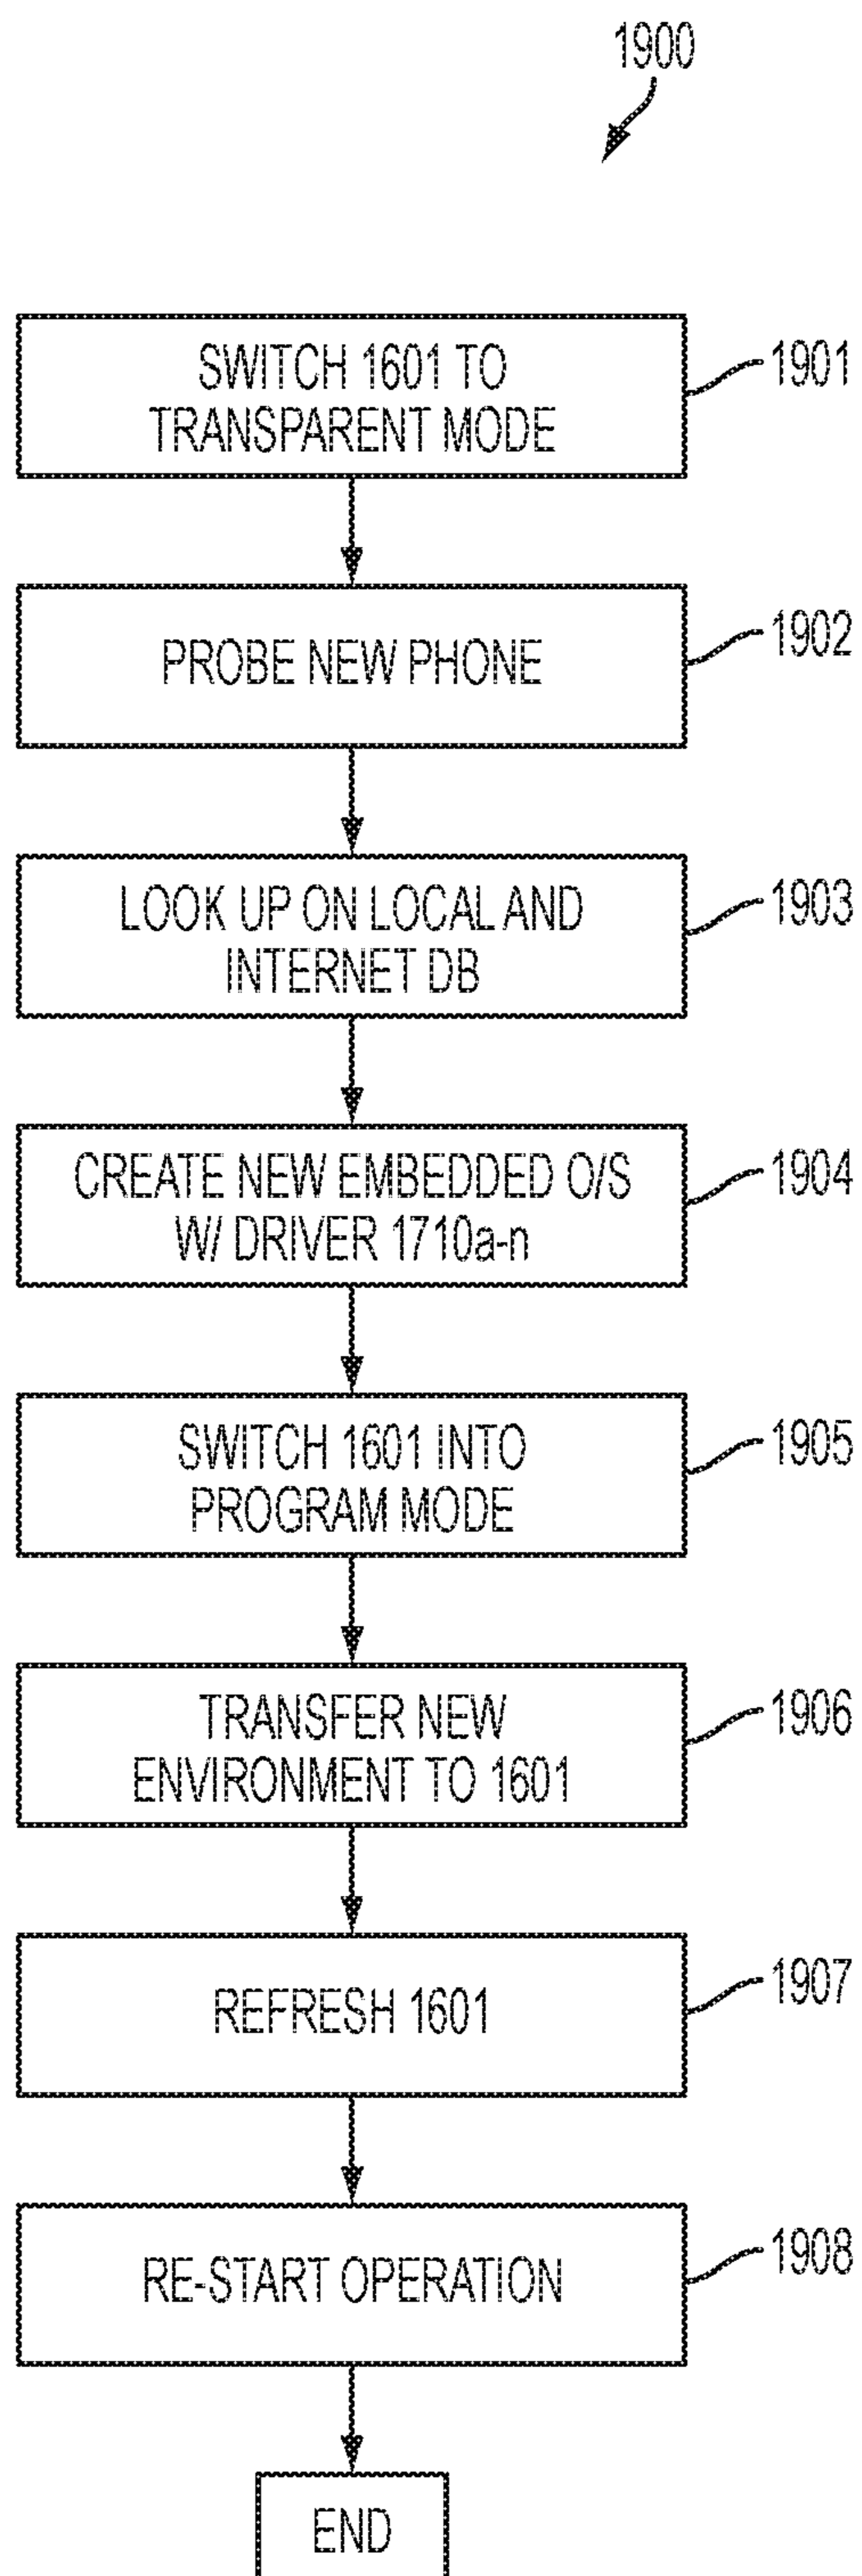 1900
SWITCH 1601 TO
TRANSPARENT MODE
1901
PROBE NEW PHONE
1902
LOOK UP ON LOCAL AND
INTERNET DB
1903
CREATE NEW EMBEDDED O/S
W/ DRIVER 1710a-n
1904
SWITCH 1601 INTO
PROGRAM MODE
1905
TRANSFER NEW
ENVIRONMENT TO 1601
1906
REFRESH 1601
1907
RE-START OPERATION
1908
END